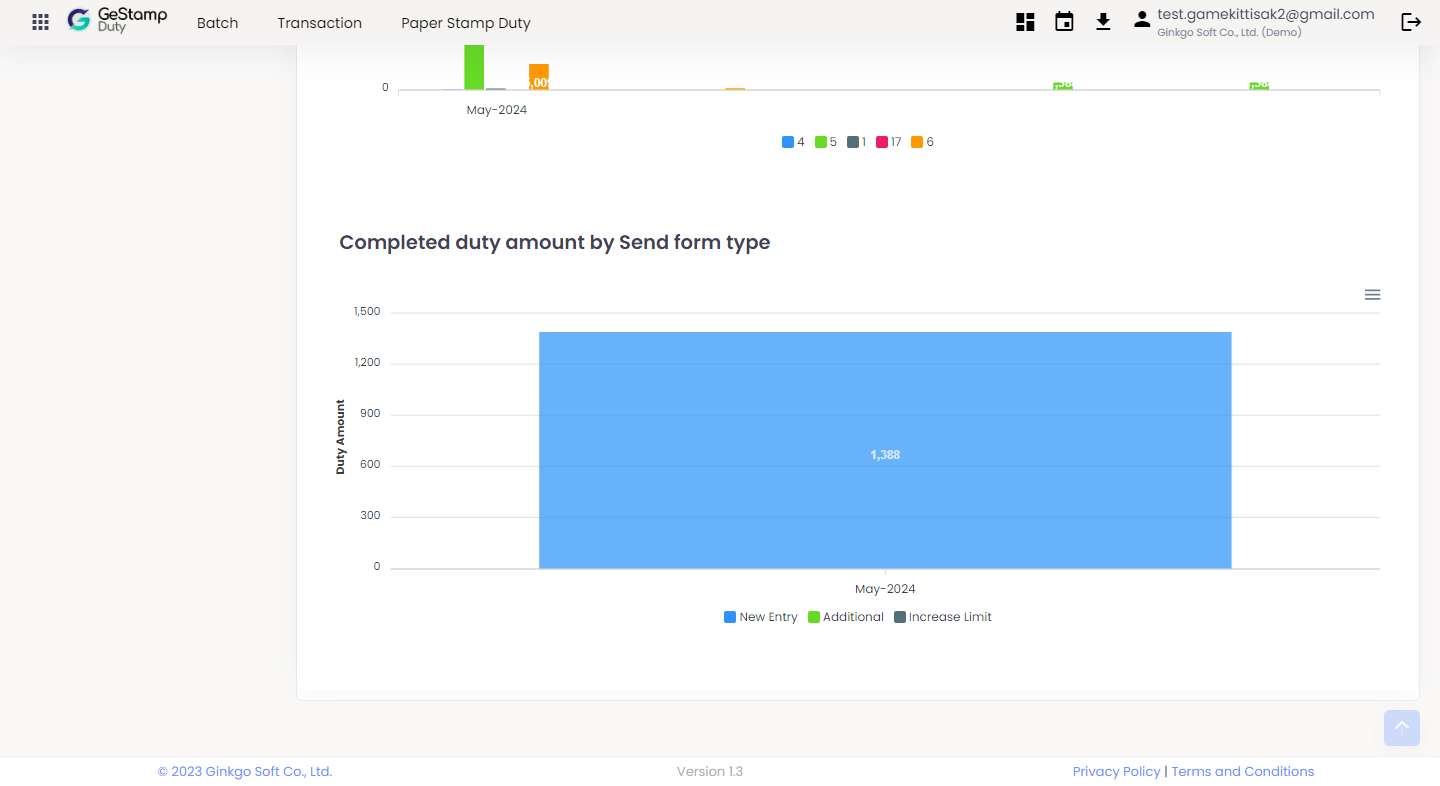 GeStamp
Duty
Batch
Transaction
Paper Stamp Duty
test.gamekittisak2@gmail.com
Ginkgo Soft Co., Ltd. (Demo)
0
May-2024
4 5 1 17 6
Completed duty amount by Send form type
1,500
1,200
900
600
300
0
Duty Amount
1,388
May-2024
New Entry Additional Increase Limit
© 2023 Ginkgo Soft Co., Ltd.
Version 1.3
Privacy Policy | Terms and Conditions